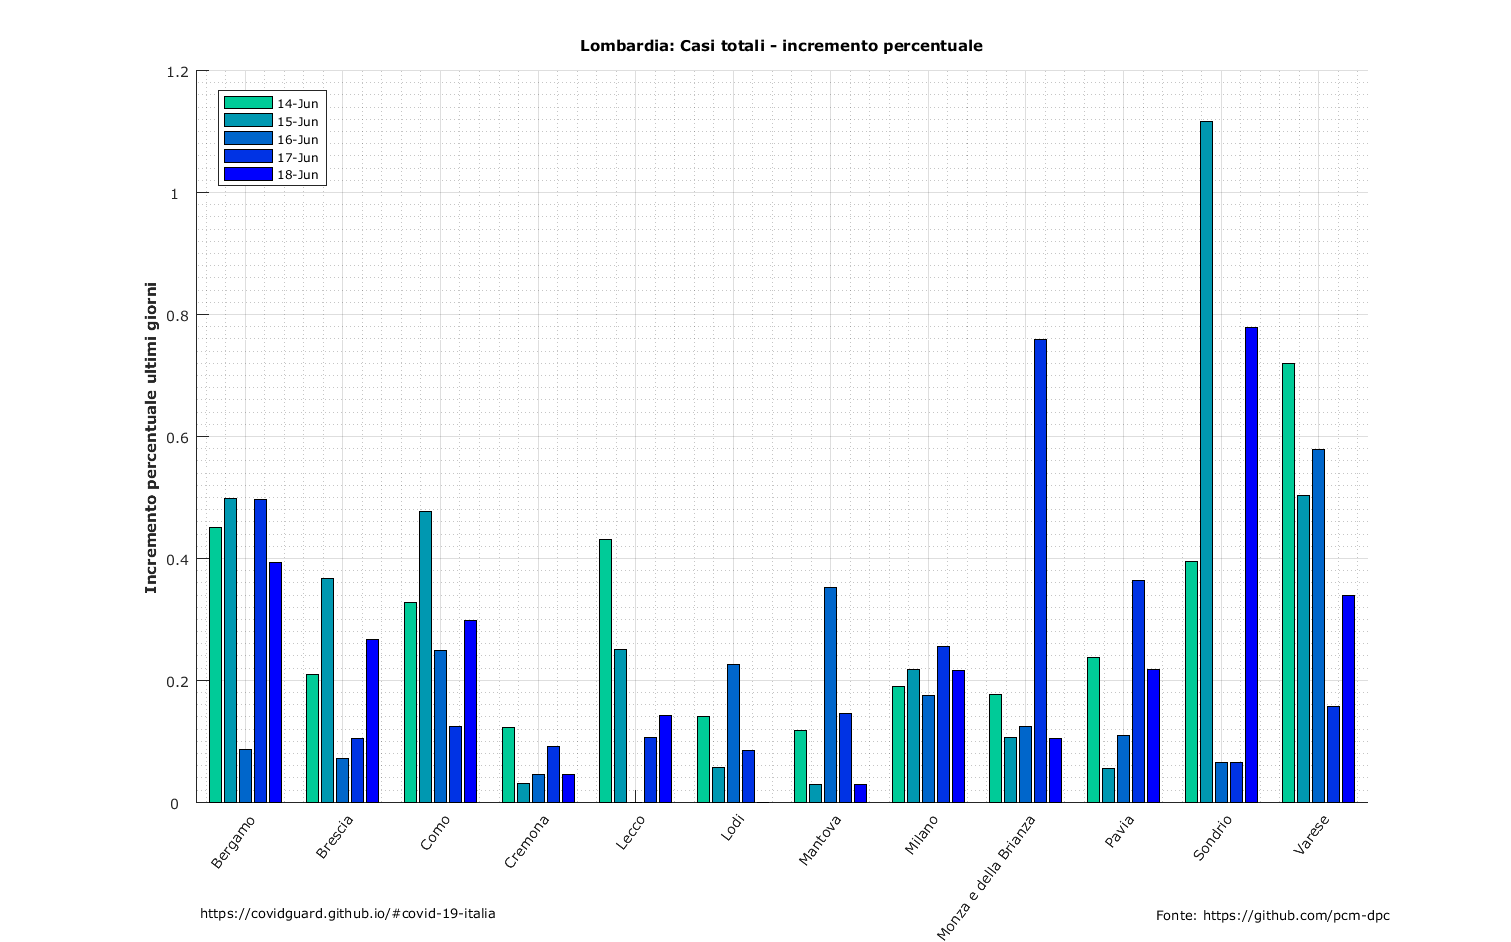 Lombardia: Casi totali - incremento percentuale
Incremento percentuale ultimi giorni
1.2
1
0.8
0.6
0.4
0.2
0
14-Jun
15-Jun
16-Jun
17-Jun
18-Jun
Bergamo
Brescia
Como
Cremona
Lecco
Lodi
Mantova
Milano
Monza e della Brianza
Pavia
Sondrio
Varese
https://covidguard.github.io/#covid-19-italia
Fonte: https://github.com/pcm-dpc